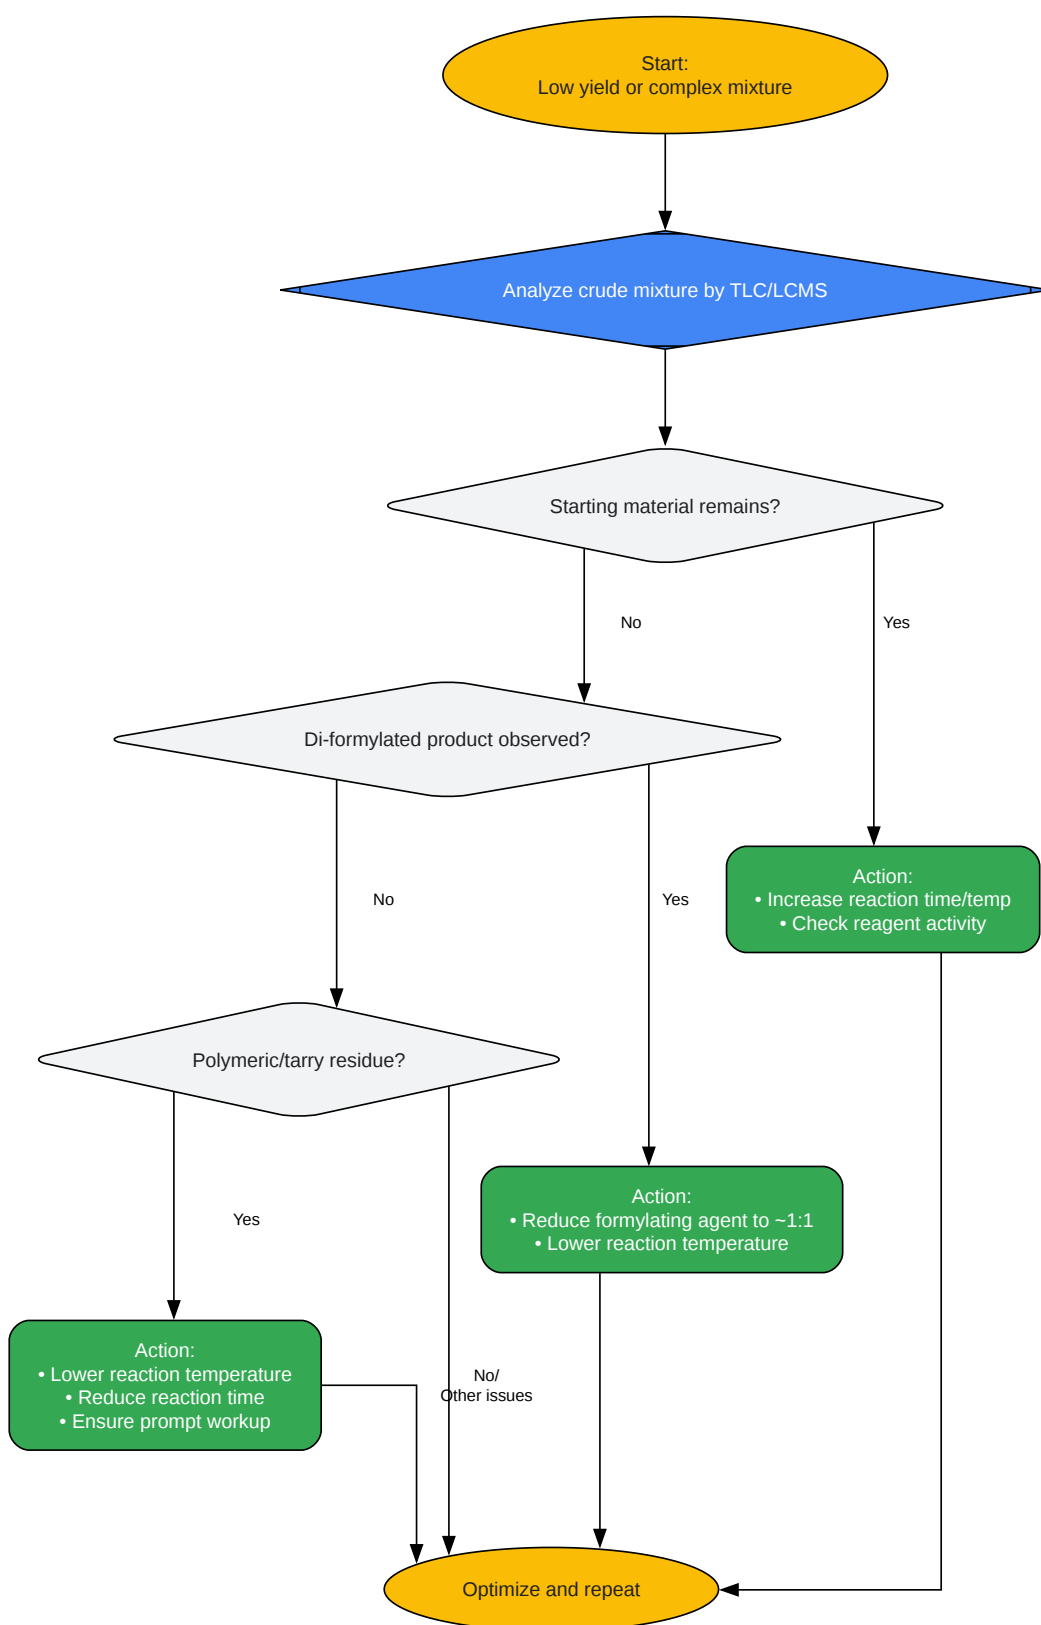 Start:
Low yield or complex mixture
Analyze crude mixture by TLC/LCMS
Starting material remains?
No
Yes
Di-formylated product observed?
No
Yes
Action:
• Increase reaction time/temp
• Check reagent activity
Polymeric/tarry residue?
Yes
Action:
• Reduce formylating agent to ~1:1
• Lower reaction temperature
Action:
• Lower reaction temperature
• Reduce reaction time
• Ensure prompt workup
No/
Other issues
Optimize and repeat